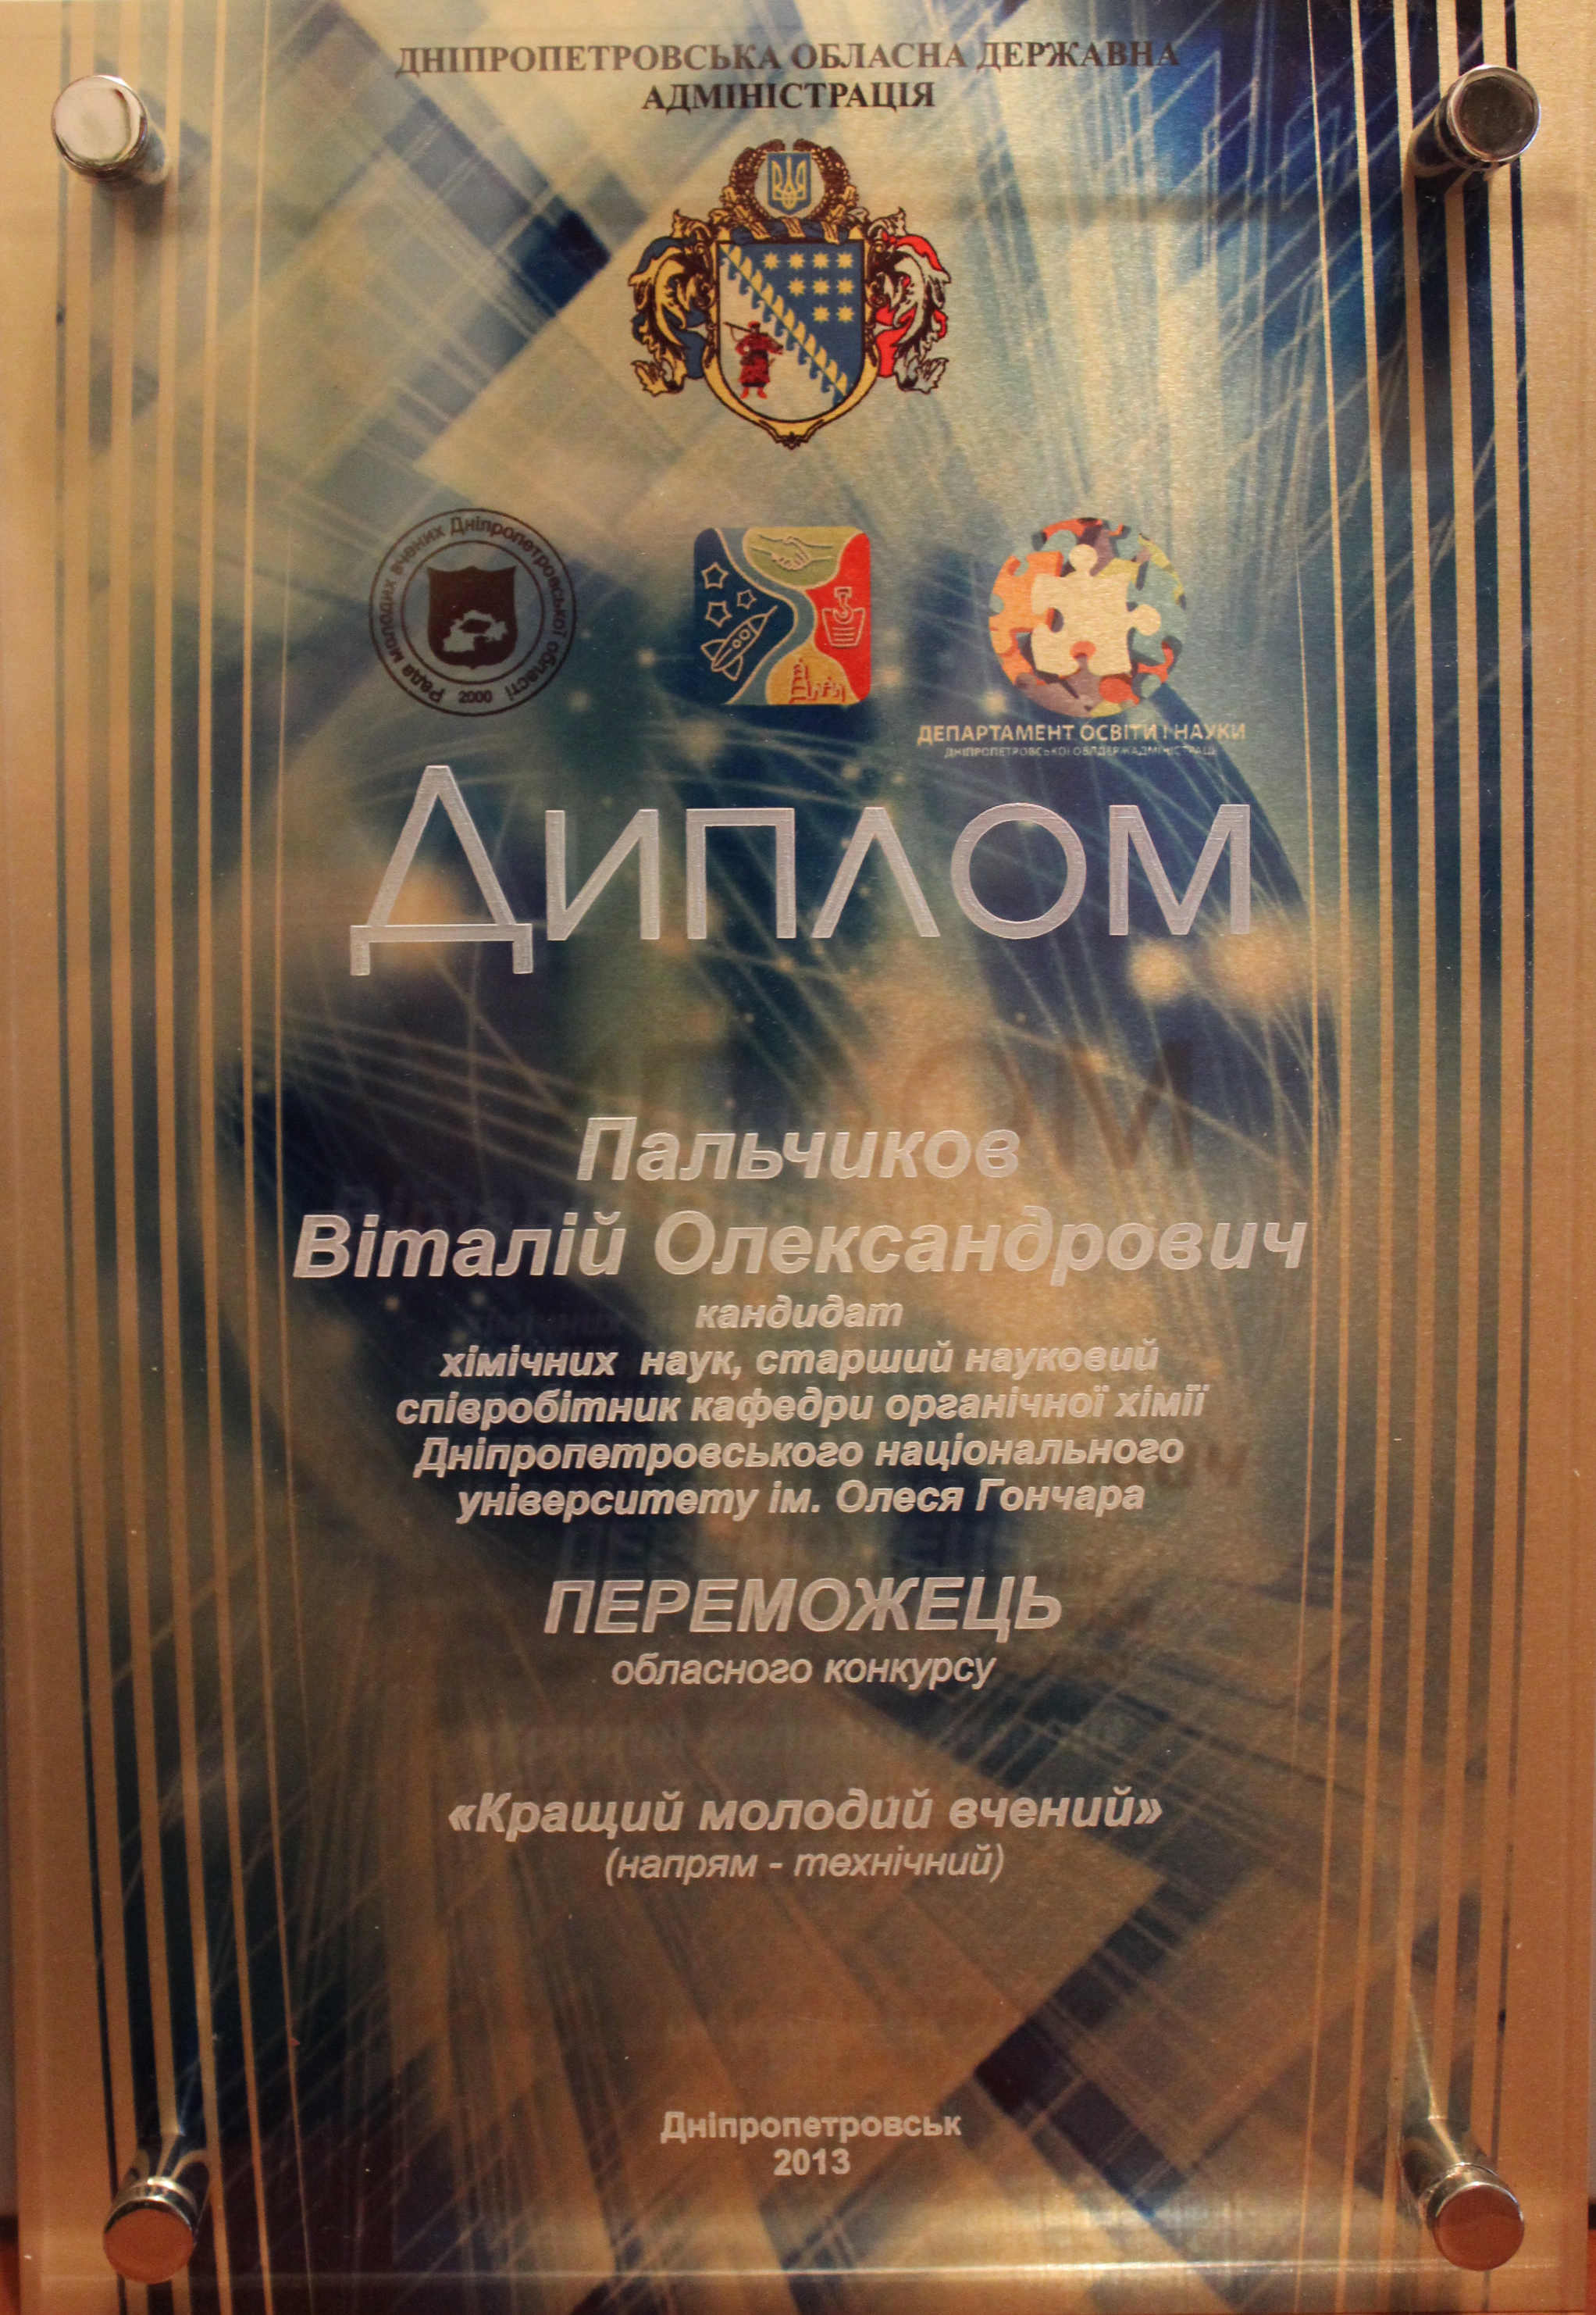 ДНІПРОПЕТРОВСЬКА ОБЛАСНА ДЕРЖАВНА
АДМІНІСТРАЦІЯ
Рада молодих вчених Дніпропетровської області
2000
ДЕПАРТАМЕНТ ОСВІТИ І НАУКИ
ДНІПРОПЕТРОВСЬКОЇ ОБЛДЕРЖАДМІНІСТРАЦІЇ
Диплом
Пальчиков
Віталій Олександрович
кандидат
хімічних наук, старший науковий
співробітник кафедри органічної хімії
Дніпропетровського національного
університету ім. Олеся Гончара
ПЕРЕМОЖЕЦЬ
обласного конкурсу
«Кращий молодий вчений»
(напрям - технічний)
Дніпропетровськ
2013